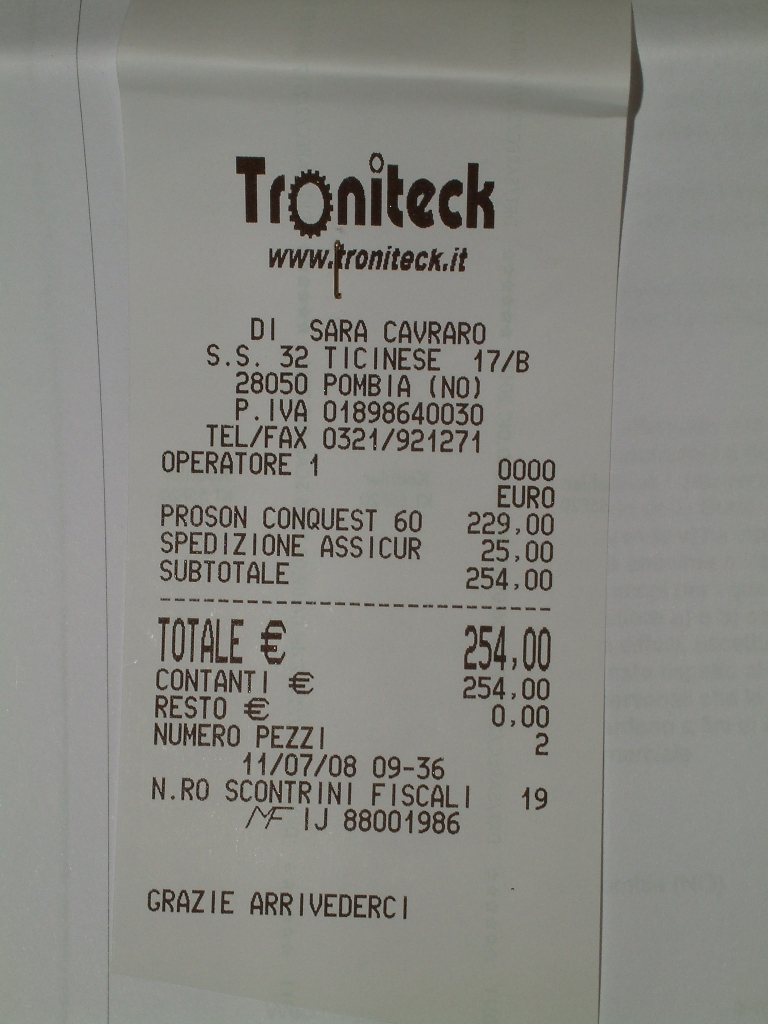 Troniteck
www.troniteck.it
DI SARA CAVRARO
S.S. 32 TICINESE 17/B
28050 POMBIA (NO)
P.IVA 01898640030
TEL/FAX 0321/921271
OPERATORE 1 0000
EURO
PROSON CONQUEST 60 229,00
SPEDIZIONE ASSICUR 25,00
SUBTOTALE 254,00
TOTALE € 254,00
CONTANTI € 254,00
RESTO € 0,00
NUMERO PEZZI 2
11/07/08 09-36
N.RO SCONTRINI FISCALI 19
MF IJ 88001986
GRAZIE ARRIVEDERCI